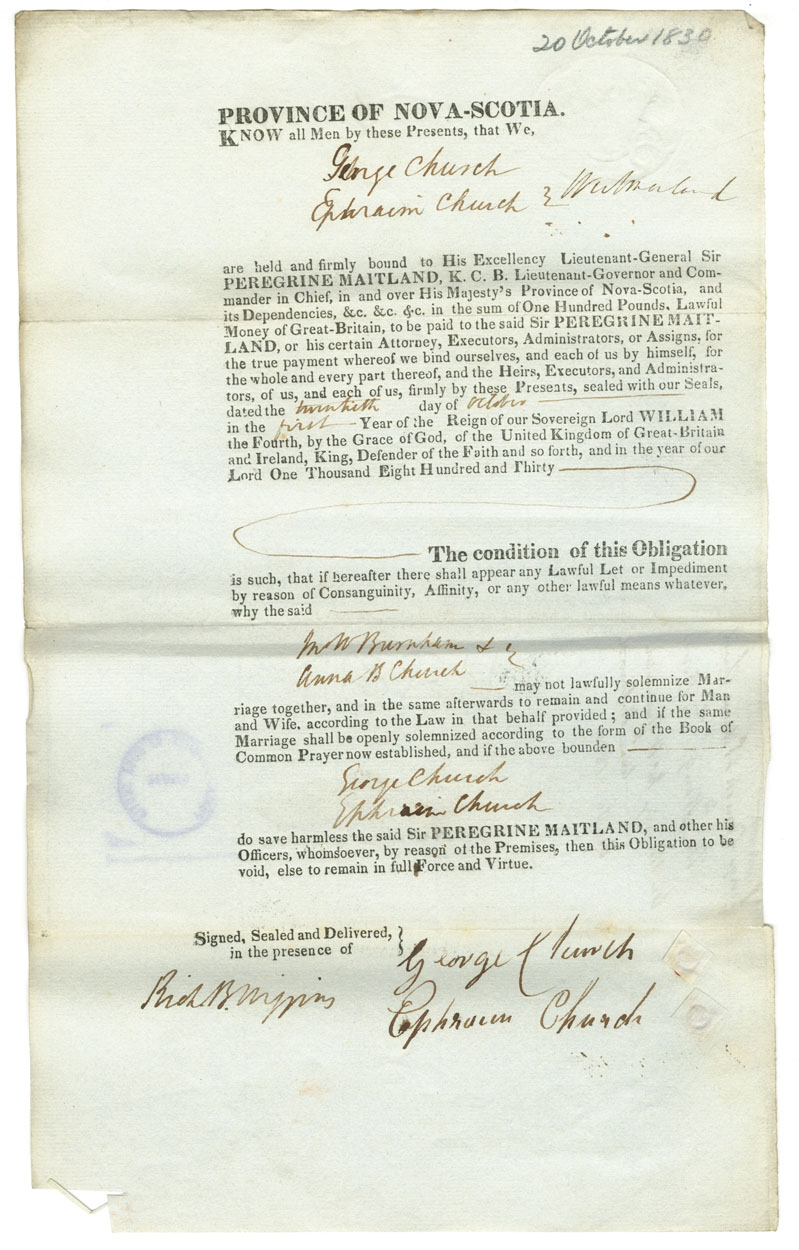 20 October 1830
PROVINCE OF NOVA-SCOTIA.
KNOW all Men by these Presents, that We,
George Church
Ephraim Church } Westmorland
are held and firmly bound to His Excellency Lieutenant-General Sir
PEREGRINE MAITLAND, K. C. B. Lieutenant-Governor and Com-
mander in Chief, in and over His Majesty's Province of Nova-Scotia, and
its Dependencies, &c. &c. &c. in the sum of One Hundred Pounds, Lawful
Money of Great-Britain, to be paid to the said Sir PEREGRINE MAIT-
LAND, or his certain Attorney, Executors, Administrators, or Assigns, for
the true payment whereof we bind ourselves, and each of us by himself, for
the whole and every part thereof, and the Heirs, Executors, and Administra-
tors, of us, and each of us, firmly by these Presents, sealed with our Seals,
dated the twentieth day of October
in the first Year of the Reign of our Sovereign Lord WILLIAM
the Fourth, by the Grace of God, of the United Kingdom of Great-Britain
and Ireland, King, Defender of the Faith and so forth, and in the year of our
Lord One Thousand Eight Hundred and Thirty
The condition of this Obligation
is such, that if hereafter there shall appear any Lawful Let or Impediment
by reason of Consanguinity, Affinity, or any other lawful means whatever,
why the said
Burnham &
Anna B Church
may not lawfully solemnize Mar-
riage together, and in the same afterwards to remain and continue for Man
and Wife, according to the Law in that behalf provided; and if the same
Marriage shall be openly solemnized according to the form of the Book of
Common Prayer now established, and if the above bounden
George Church
Ephraim Church
do save harmless the said Sir PEREGRINE MAITLAND, and other his
Officers, whomsoever, by reason of the Premises, then this Obligation to be
void, else to remain in full Force and Virtue.
Signed, Sealed and Delivered, }
in the presence of
George Church
Rich B. Wiggins
Ephraim Church